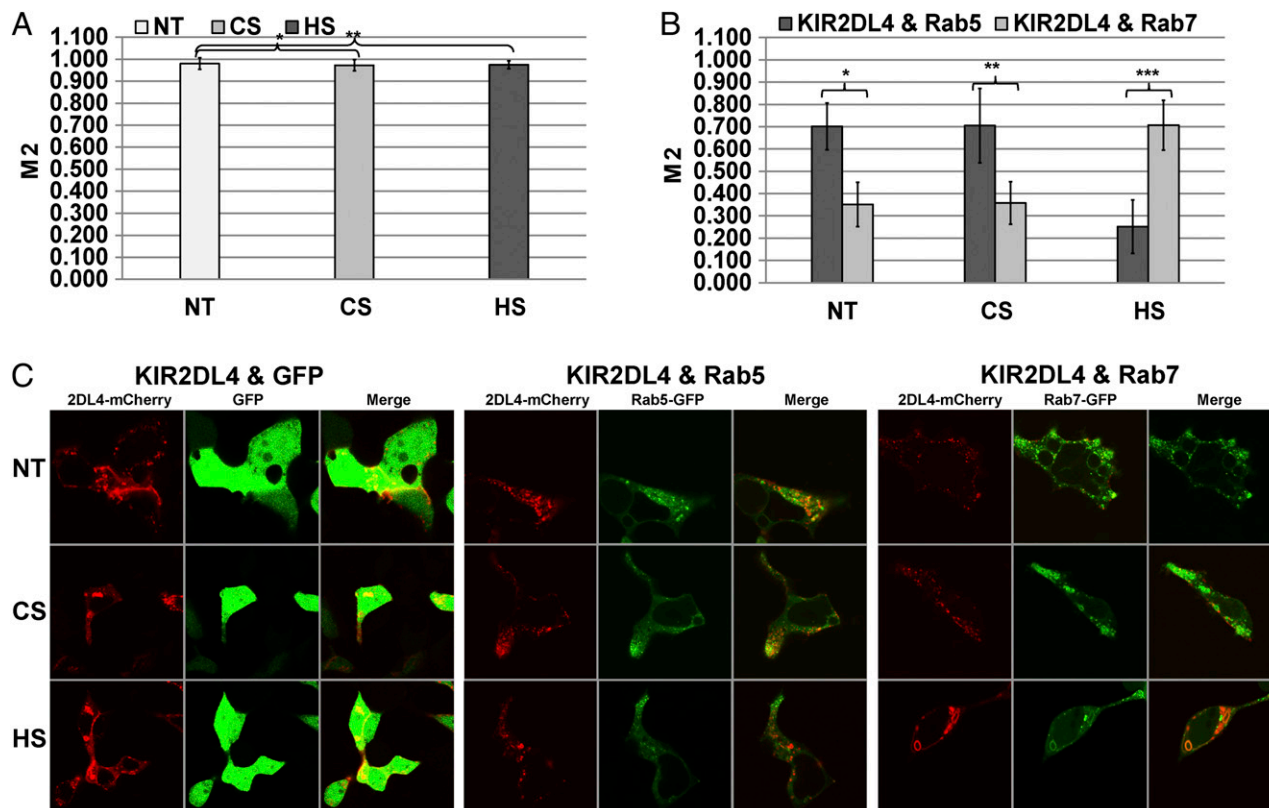 A
NT CS HS
* **
1.100
1.000
0.900
0.800
0.700
0.600
0.500
0.400
0.300
0.200
0.100
0.000
M2
NT CS HS
B
KIR2DL4 & Rab5 KIR2DL4 & Rab7
1.100
1.000
0.900
0.800
0.700
0.600
0.500
0.400
0.300
0.200
0.100
0.000
M2
* ** ***
NT CS HS
C
KIR2DL4 & GFP KIR2DL4 & Rab5 KIR2DL4 & Rab7
2DL4-mCherry GFP Merge 2DL4-mCherry Rab5-GFP Merge 2DL4-mCherry Rab7-GFP Merge
NT
CS
HS